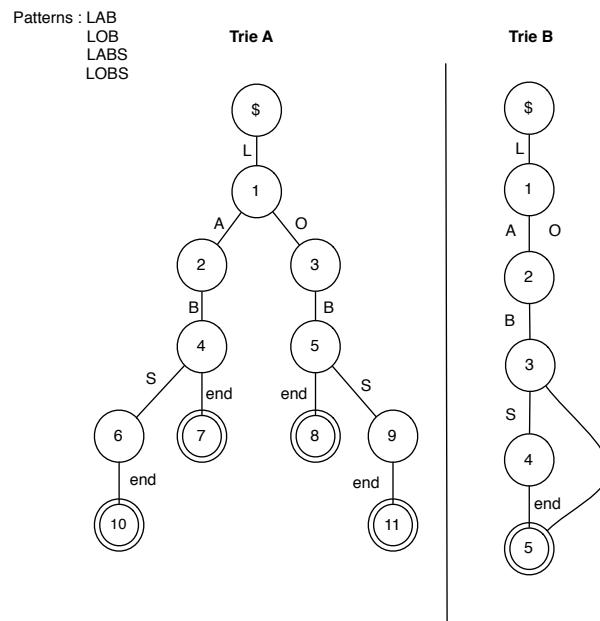 Patterns : LAB
LOB
LABS
LOBS
Trie A
$
L
1
A
O
2
3
B
B
4
5
S
end
end
S
6
7
8
9
end
end
10
11
Trie B
$
L
1
A
O
2
B
3
S
4
end
5